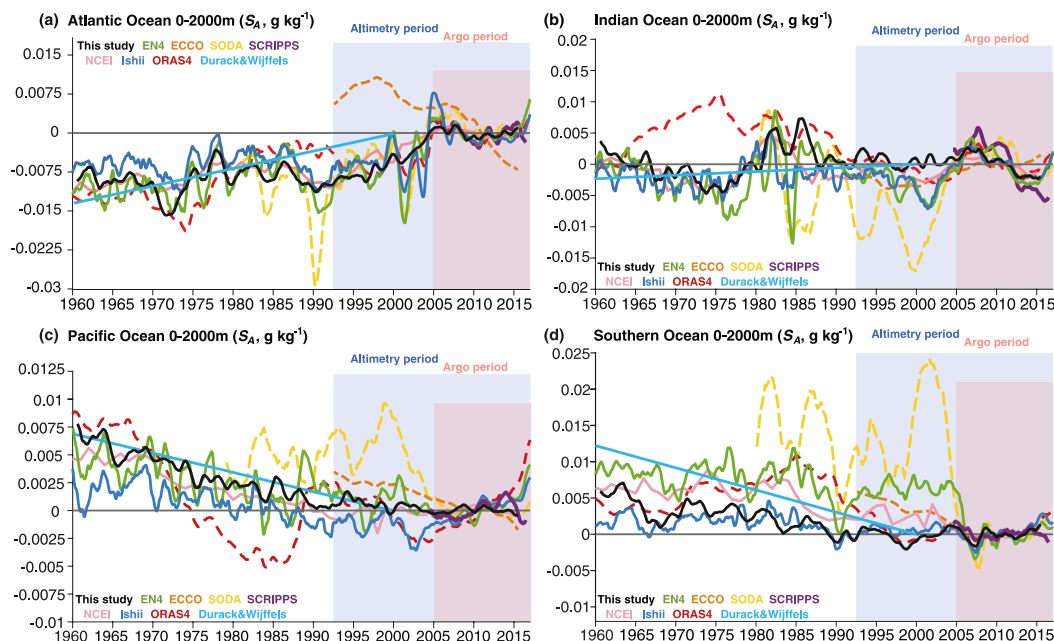 (a) Atlantic Ocean 0-2000m (S_A, g kg⁻¹)
0.015
0.0075
0
-0.0075
-0.015
-0.0225
-0.03
This study EN4 ECCO SODA SCRIPPS
NCEI Ishii ORAS4 Durack&Wijffels
Altimetry period
Argo period
1960 1965 1970 1975 1980 1985 1990 1995 2000 2005 2010 2015
(b) Indian Ocean 0-2000m (S_A, g kg⁻¹)
0.02
0.015
0.01
0.005
0
-0.005
-0.01
-0.015
-0.02
Altimetry period
Argo period
This study EN4 ECCO SODA SCRIPPS
NCEI Ishii ORAS4 Durack&Wijffels
1960 1965 1970 1975 1980 1985 1990 1995 2000 2005 2010 2015
(c) Pacific Ocean 0-2000m (S_A, g kg⁻¹)
0.0125
0.01
0.0075
0.005
0.0025
0
-0.0025
-0.005
-0.0075
-0.01
Altimetry period
Argo period
This study EN4 ECCO SODA SCRIPPS
NCEI Ishii ORAS4 Durack&Wijffels
1960 1965 1970 1975 1980 1985 1990 1995 2000 2005 2010 2015
(d) Southern Ocean 0-2000m (S_A, g kg⁻¹)
0.025
0.02
0.015
0.01
0.005
0
-0.005
-0.01
Altimetry period
Argo period
This study EN4 ECCO SODA SCRIPPS
NCEI Ishii ORAS4 Durack&Wijffels
1960 1965 1970 1975 1980 1985 1990 1995 2000 2005 2010 2015